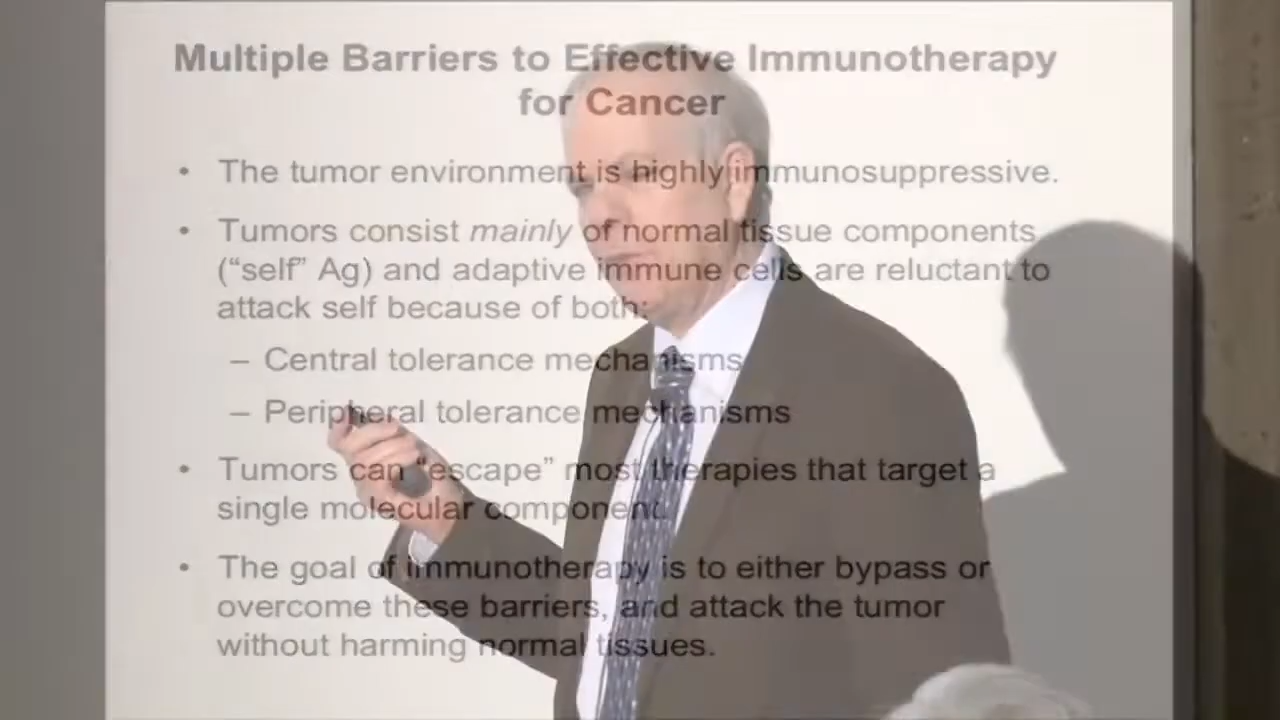 Multiple Barriers to Effective Immunotherapy
for Cancer
• The tumor environment is highly immunosuppressive.
• Tumors consist mainly of normal tissue components
(“self” Ag) and adaptive immune cells are reluctant to
attack self because of both:
– Central tolerance mechanisms
– Peripheral tolerance mechanisms
• Tumors can “escape” most therapies that target a
single molecular component.
• The goal of immunotherapy is to either bypass or
overcome these barriers, and attack the tumor
without harming normal tissues.